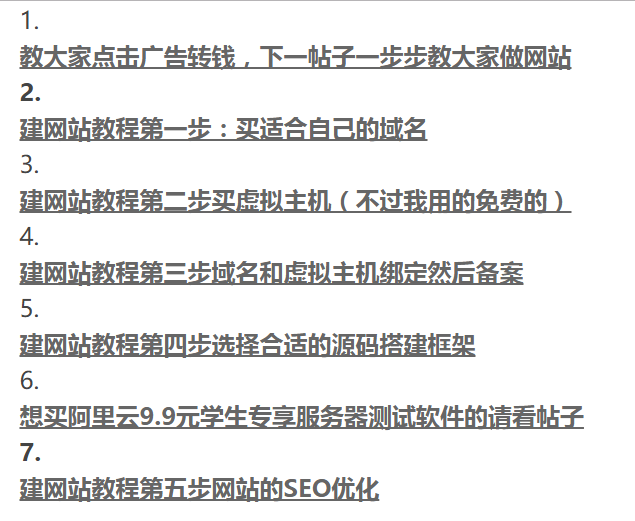 1.
教大家点击广告转钱，下一帖子一步步教大家做网站
2.
建网站教程第一步：买适合自己的域名
3.
建网站教程第二步买虚拟主机（不过我用的免费的）
4.
建网站教程第三步域名和虚拟主机绑定然后备案
5.
建网站教程第四步选择合适的源码搭建框架
6.
想买阿里云9.9元学生专享服务器测试软件的请看帖子
7.
建网站教程第五步网站的SEO优化